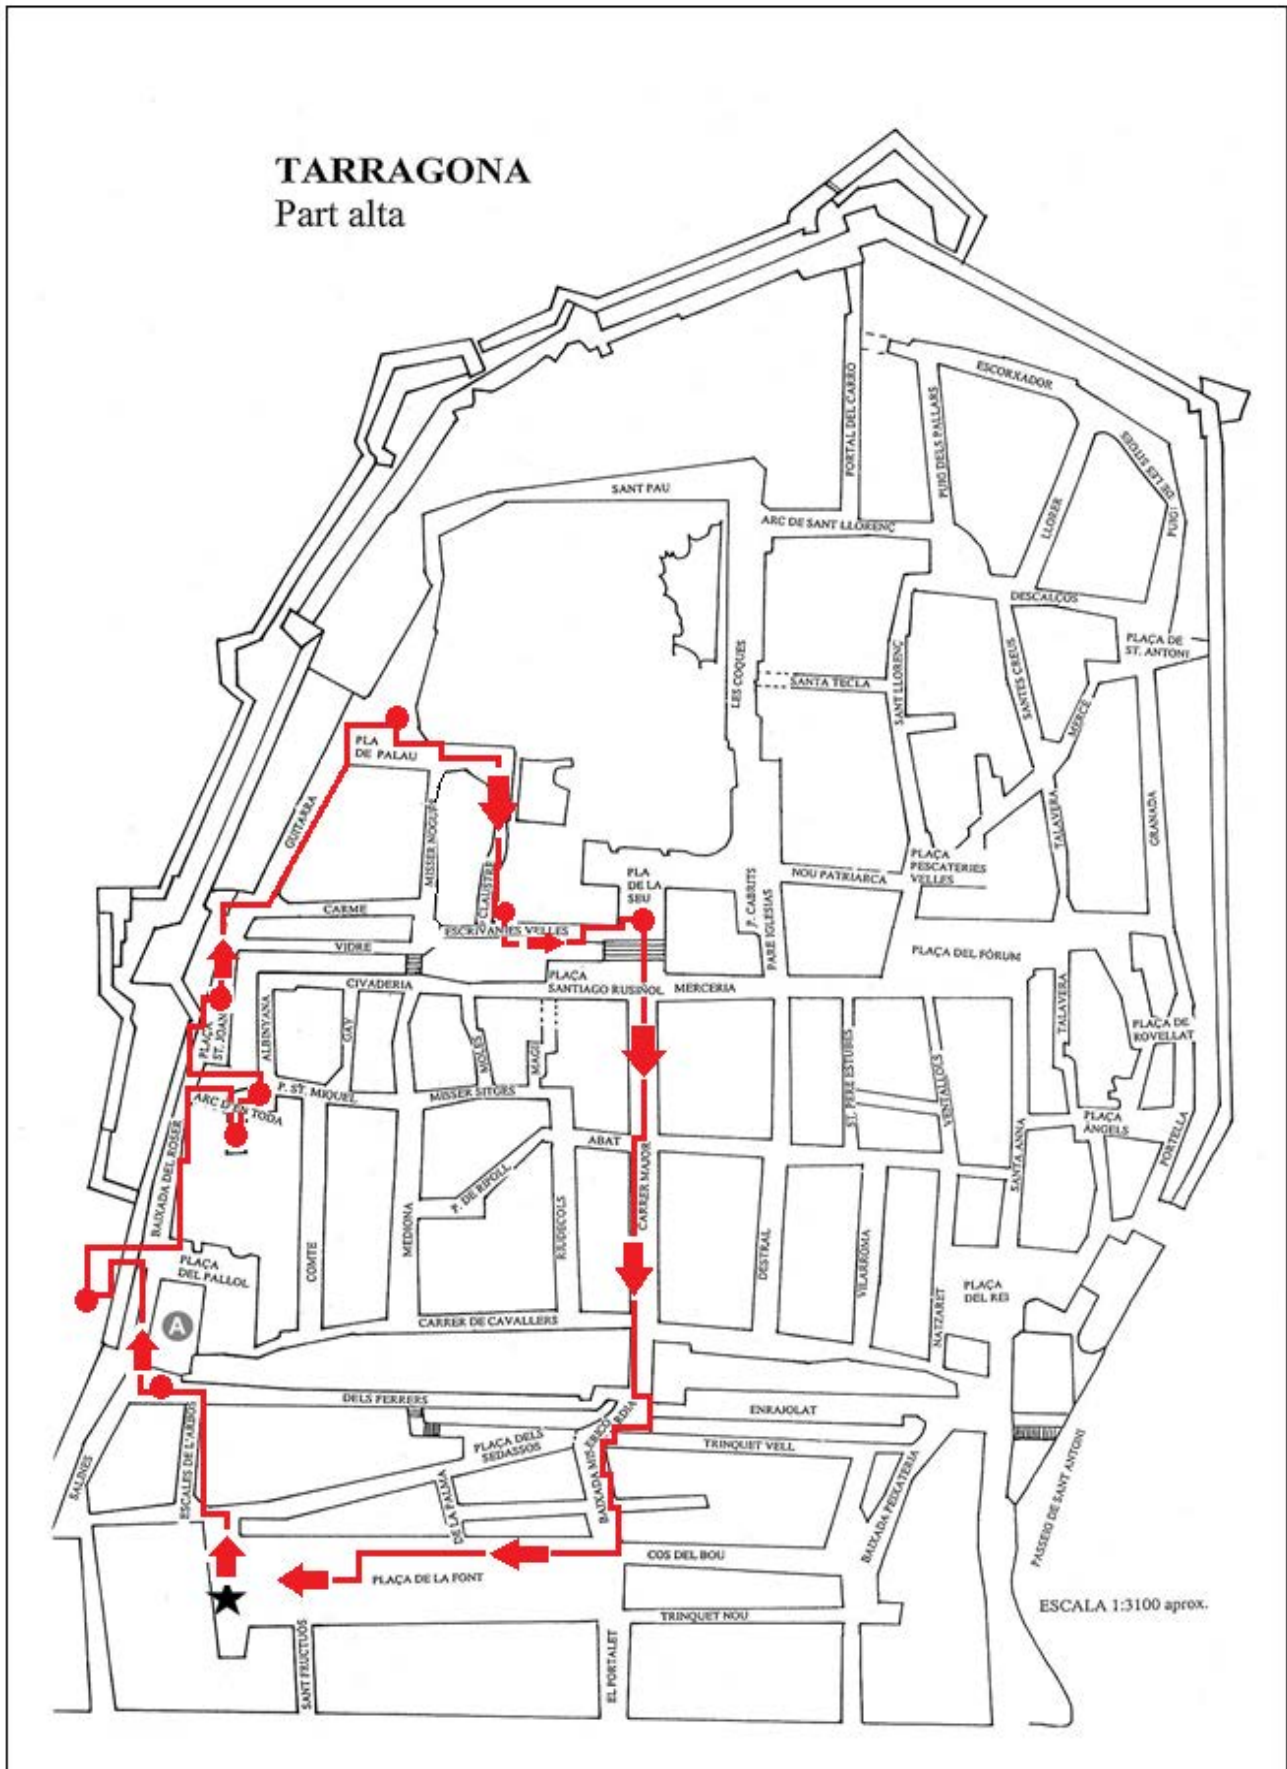 TARRAGONA
Part alta
ESCORXADOR
PORTAL DEL CARRO
PUIG DELS PALLARS
PUIG
DE LES SITGES
LLORER
SANT PAU
ARC DE SANT LLORENÇ
DESCALÇOS
PLAÇA DE
ST. ANTONI
LES COQUES
SANTA TECLA
SANT LLORENÇ
SANTES CREUS
MERCÈ
PLA
DE PALAU
GUITARRA
MISSER NOGUÉS
CLAUSTRE
PLA
DE LA
SEU
NOU PATRIARCA
PLAÇA
PESCATERIES
VELLES
TALAVERA
GRANADA
CARME
ESCRIVANIES VELLES
VIDRE
P. CABRITS
PARE IGLESIAS
PLAÇA DEL FÒRUM
CIVADERIA
PLAÇA
SANTIAGO RUSIÑOL
MERCERIA
PLAÇA
ST. JOAN
ALBINYANA
GAY
MOLES
MAGÍ
TALAVERA
PLAÇA DE
ROVELLAT
P. ST. MIQUEL
MISSER SITGES
ARC D'EN TODA
ST. PERE ESTUBES
VENTALLOLS
PLAÇA
ÀNGELS
PORTELLA
SANTA ANNA
ABAT
BAIXADA DEL ROSER
P. DE RIPOLL
CARRER MAJOR
MEDIONA
COMTE
RIUDECOLS
DESTRAL
VILARROMA
PLAÇA
DEL PALLOL
PLAÇA
DEL REI
NATZARET
A
CARRER DE CAVALLERS
DELS FERRERS
ENRAJOLAT
ESCALES DE L'ARBÓS
PLAÇA DELS
SEDASSOS
BAIXADA MISERICÒRDIA
TRINQUET VELL
SALINES
DE LA PALMA
BAIXADA PEIXATERIA
PASSEIG DE SANT ANTONI
COS DEL BOU
PLAÇA DE LA FONT
TRINQUET NOU
ESCALA 1:3100 aprox.
SANT FRUCTUÓS
EL PORTALET